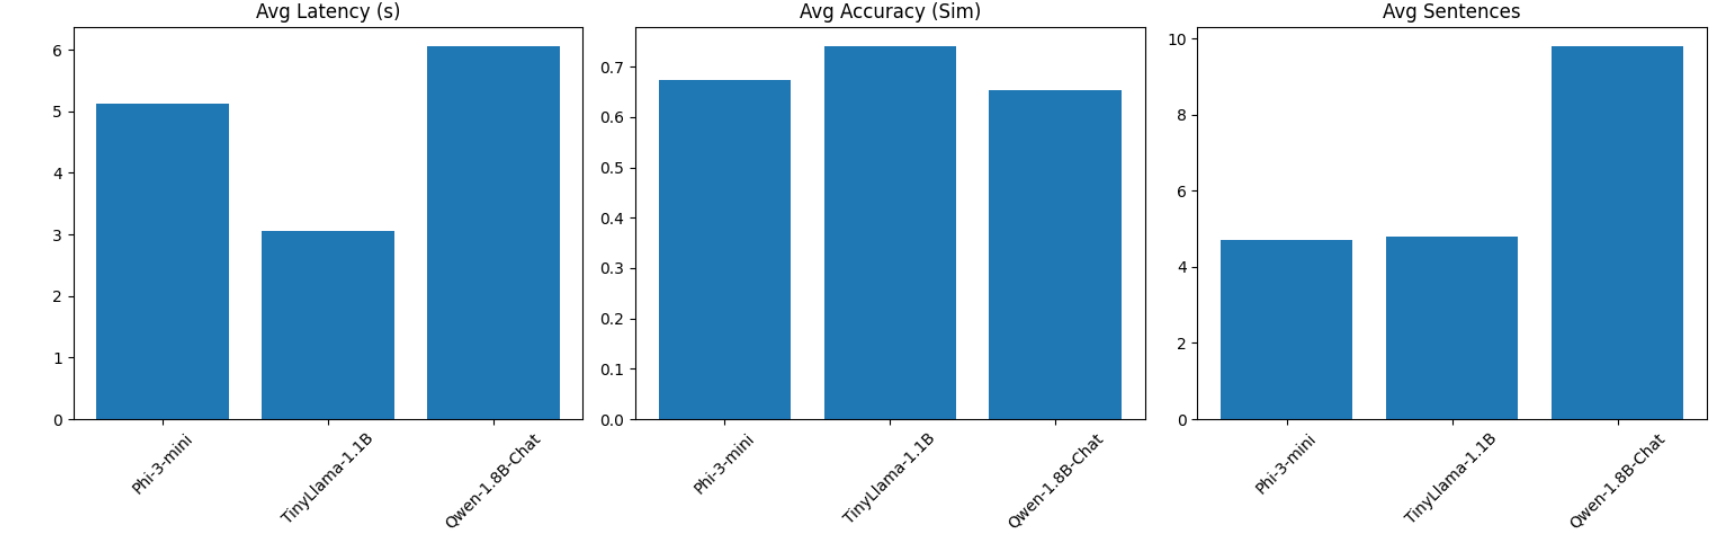 Avg Latency (s)
6
5
4
3
2
1
0
Phi-3-mini
TinyLlama-1.1B
Qwen-1.8B-Chat
Avg Accuracy (Sim)
0.7
0.6
0.5
0.4
0.3
0.2
0.1
0.0
Phi-3-mini
TinyLlama-1.1B
Qwen-1.8B-Chat
Avg Sentences
10
8
6
4
2
0
Phi-3-mini
TinyLlama-1.1B
Qwen-1.8B-Chat